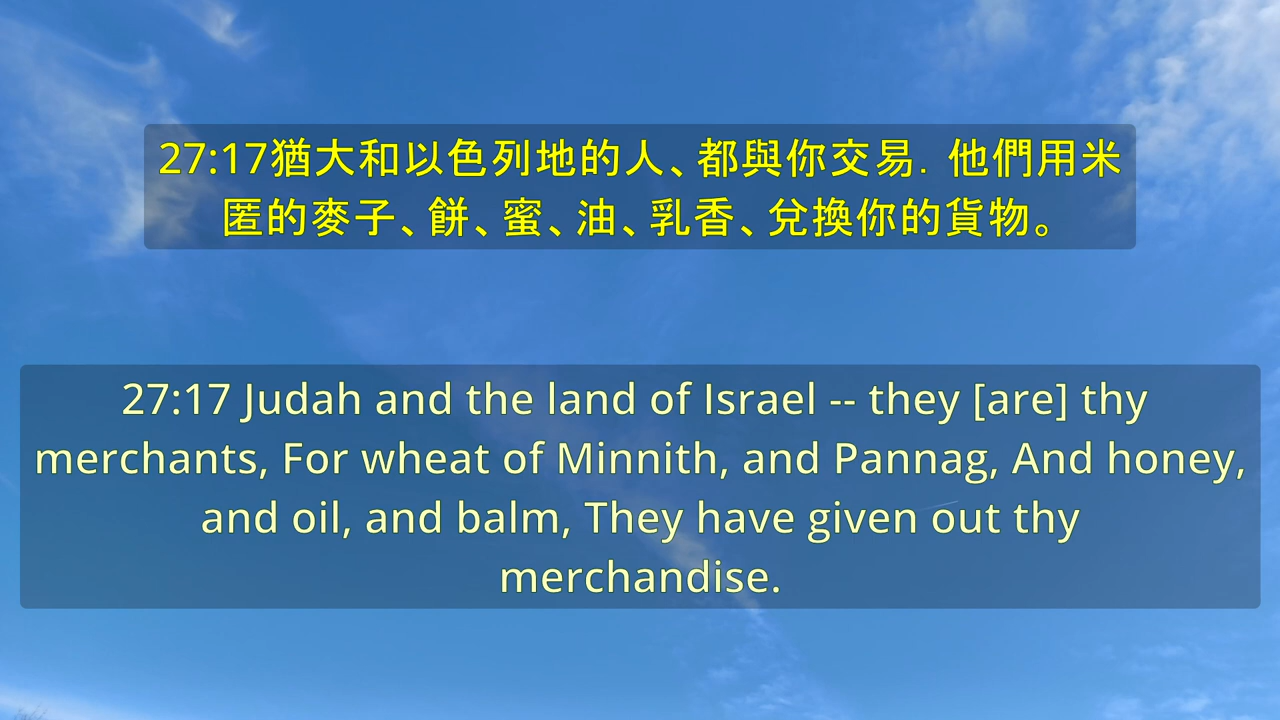 27:17猶大和以色列地的人、都與你交易．他們用米
匿的麥子、餅、蜜、油、乳香、兌換你的貨物。
27:17 Judah and the land of Israel -- they [are] thy
merchants, For wheat of Minnith, and Pannag, And honey,
and oil, and balm, They have given out thy
merchandise.